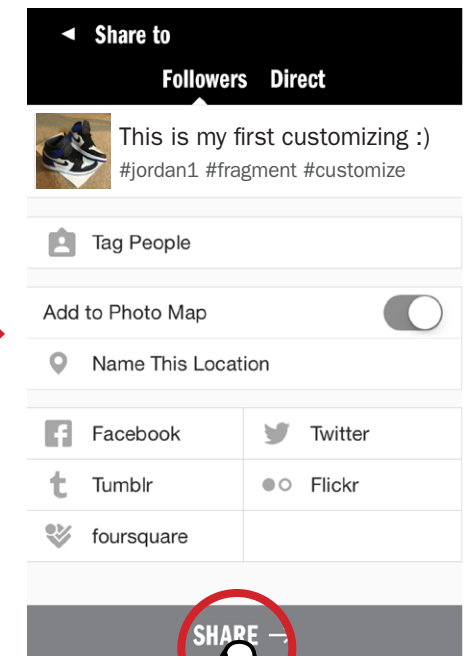 Share to
Followers Direct
This is my first customizing :)
#jordan1 #fragment #customize
Tag People
Add to Photo Map
Name This Location
Facebook Twitter
Tumblr Flickr
foursquare
SHARE →